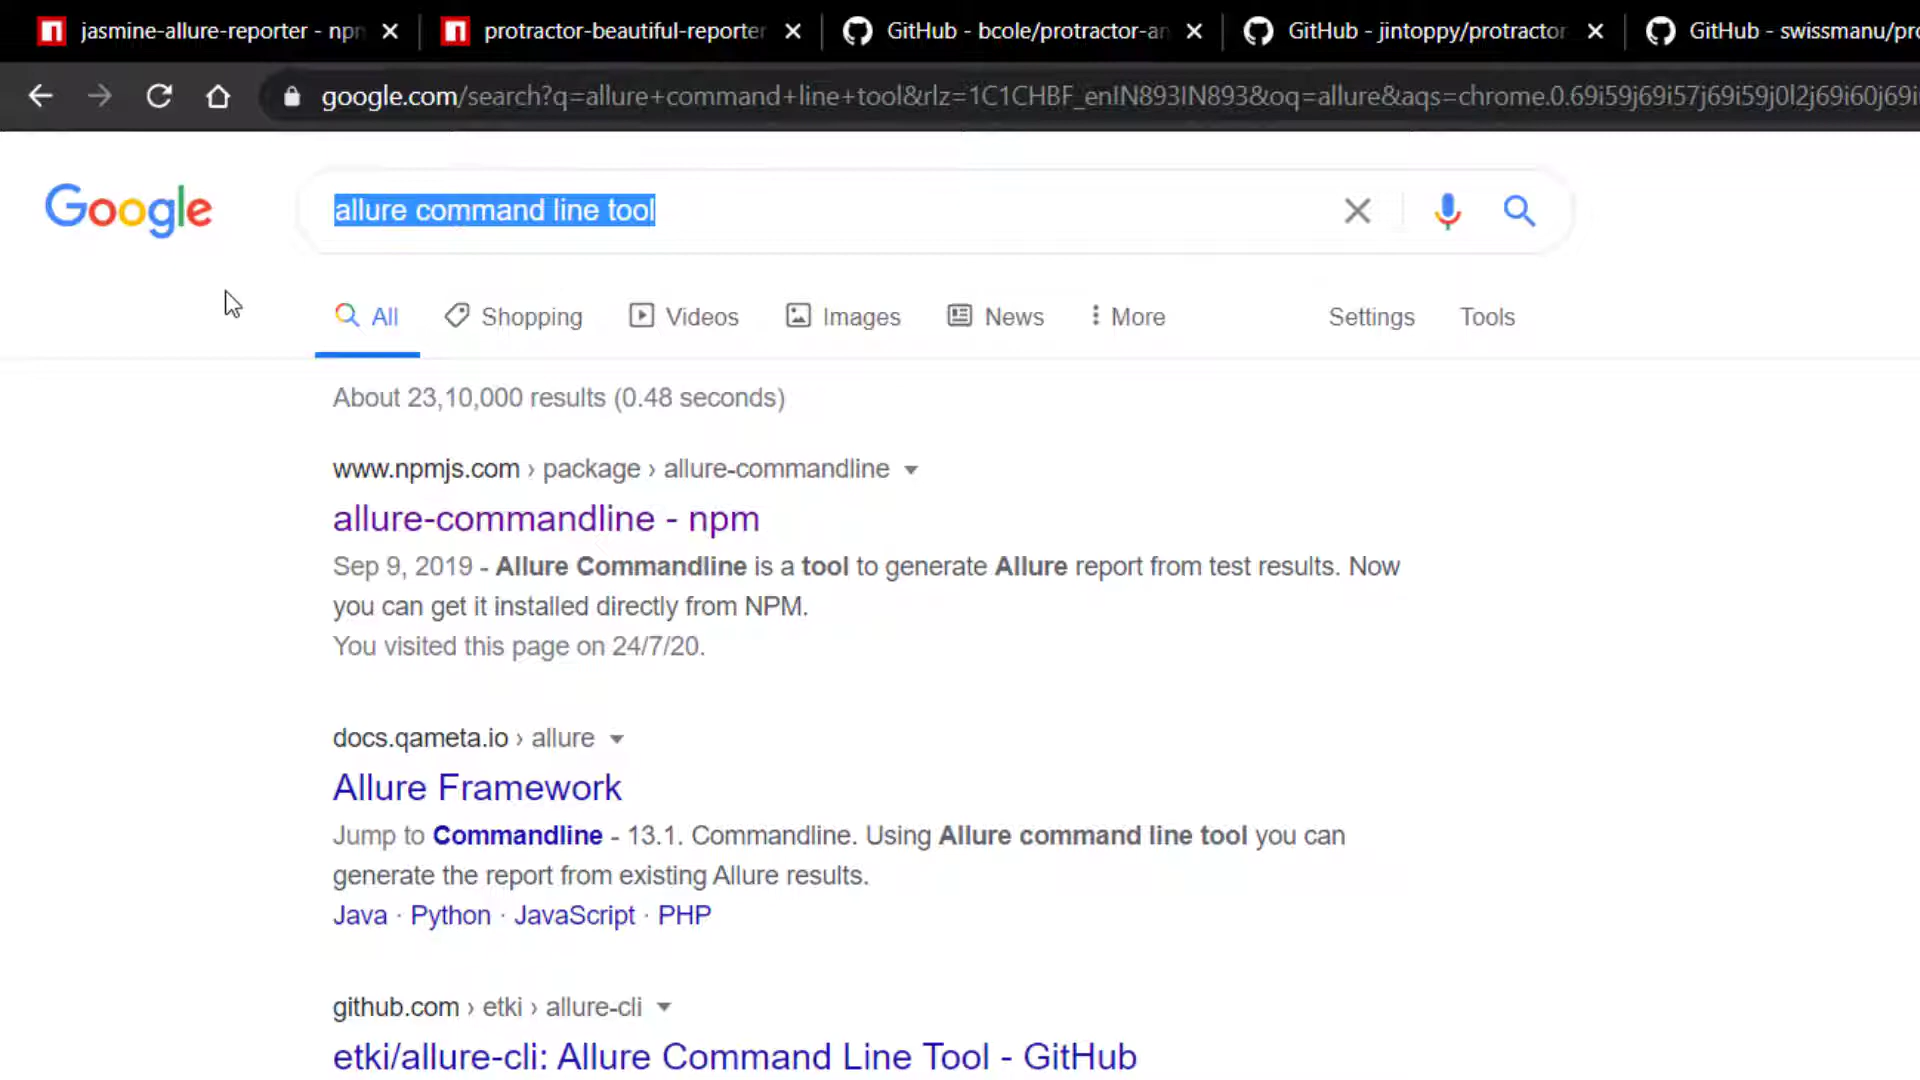 jasmine-allure-reporter - npm
protractor-beautiful-reporter
GitHub - bcole/protractor-an
GitHub - jintoppy/protractor
GitHub - swissmanu/pro
google.com/search?q=allure+command+line+tool&rlz=1C1CHBF_enIN893IN893&oq=allure&aqs=chrome.0.69i59j69i57j69i59j0l2j69i60j69i
Google
allure command line tool
All Shopping Videos Images News More Settings Tools
About 23,10,000 results (0.48 seconds)
www.npmjs.com › package › allure-commandline
allure-commandline - npm
Sep 9, 2019 - Allure Commandline is a tool to generate Allure report from test results. Now
you can get it installed directly from NPM.
You visited this page on 24/7/20.
docs.qameta.io › allure
Allure Framework
Jump to Commandline - 13.1. Commandline. Using Allure command line tool you can
generate the report from existing Allure results.
Java · Python · JavaScript · PHP
github.com › etki › allure-cli
etki/allure-cli: Allure Command Line Tool - GitHub